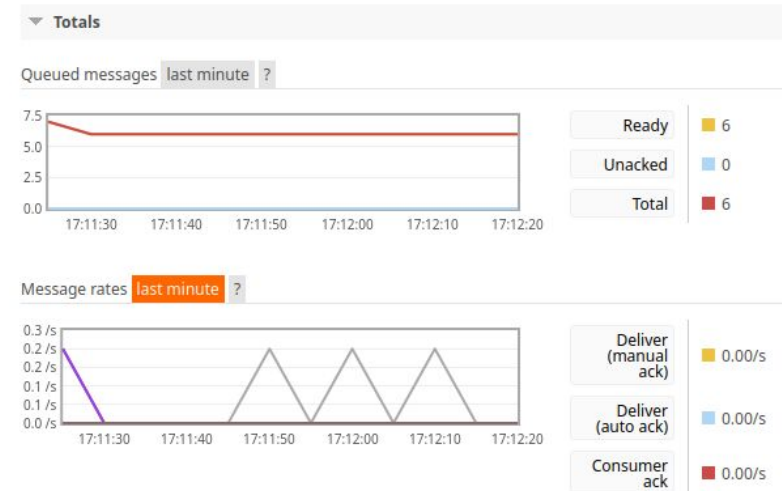 Totals
Queued messages last minute ?
7.5
5.0
2.5
0.0
17:11:30 17:11:40 17:11:50 17:12:00 17:12:10 17:12:20
Ready 6
Unacked 0
Total 6
Message rates last minute ?
0.3 /s
0.2 /s
0.2 /s
0.1 /s
0.1 /s
0.0 /s
17:11:30 17:11:40 17:11:50 17:12:00 17:12:10 17:12:20
Deliver
(manual 0.00/s
ack)
Deliver
(auto ack) 0.00/s
Consumer
ack 0.00/s